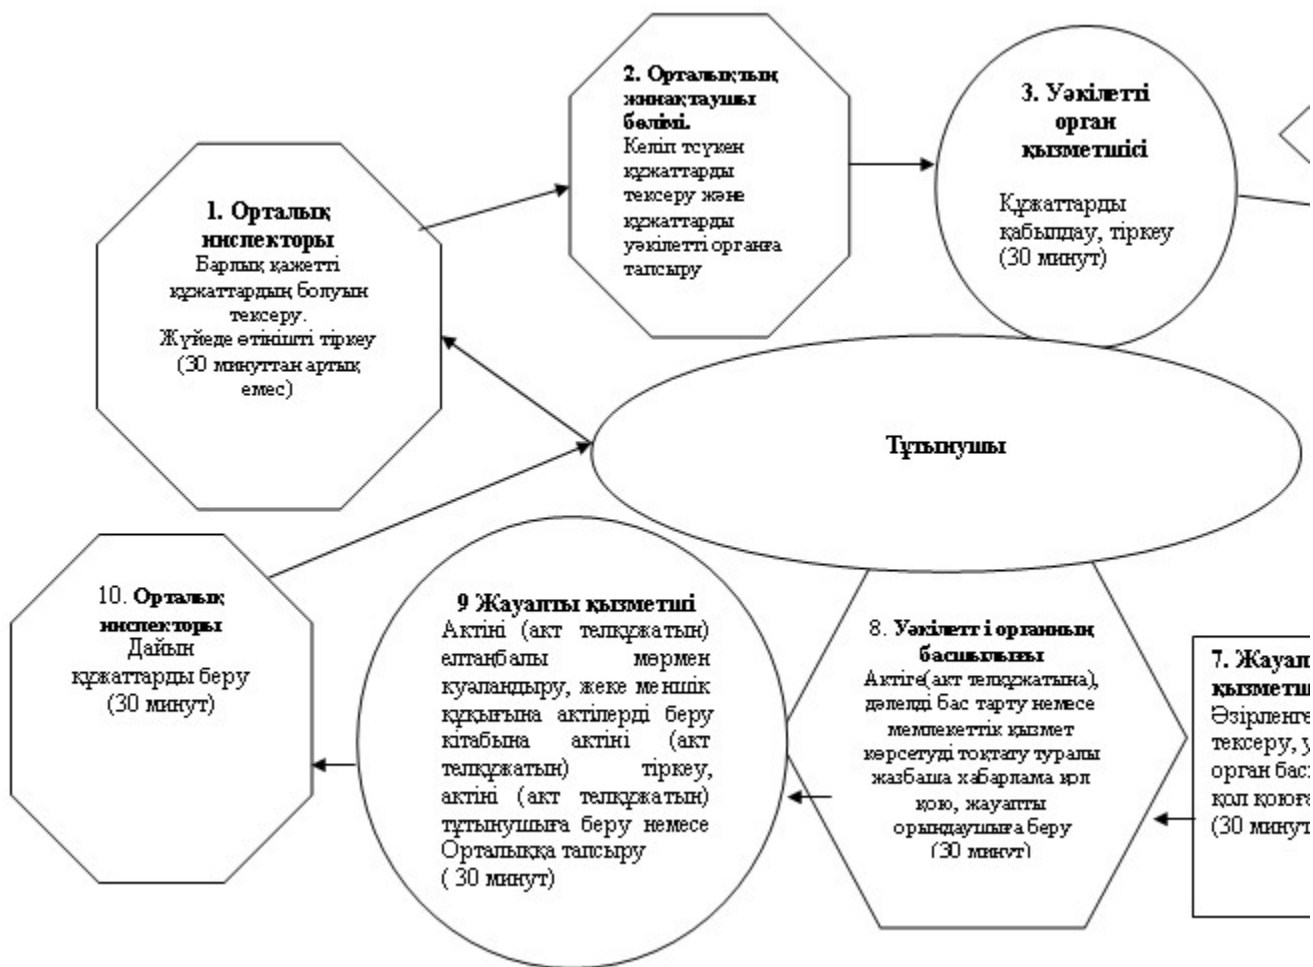 1. Орталық
инспекторы
Барлық қажетті
құжаттардың болуын
тексеру.
Жүйеде өтінішті тіркеу
(30 минуттан артық
емес)
2. Орталықтың
жинақтаушы
бөлімі.
Келіп тсүкен
құжаттарды
тексеру және
құжаттарды
уәкілетті органға
тапсыру
3. Уәкілетті
орган
қызметшісі
Құжаттарды
қабылдау, тіркеу
(30 минут)
Тұтынушы
7. Жауап
қызметші
Әзірленге
тексеру, у
орган бас
қол қоюға
(30 минут
8. Уәкілетт і органның
басшылығы
Актіге(акт телқұжатына),
дәлелді бас тарту немесе
мемлекеттік қызмет
көрсетуді тоқтату туралы
жазбаша хабарлама қол
қою, жауапты
орындаушыға беру
(30 минут)
9 Жауапты қызметші
Актіні (акт телқұжатын)
елтаңбалы мөрмен
куәландыру, жеке меншік
құқығына актілерді беру
кітабына актіні (акт
телқұжатын) тіркеу,
актіні (акт телқұжатын)
тұтынушыға беру немесе
Орталыққа тапсыру
( 30 минут)
10. Орталық
инспекторы
Дайын
құжаттарды беру
(30 минут)